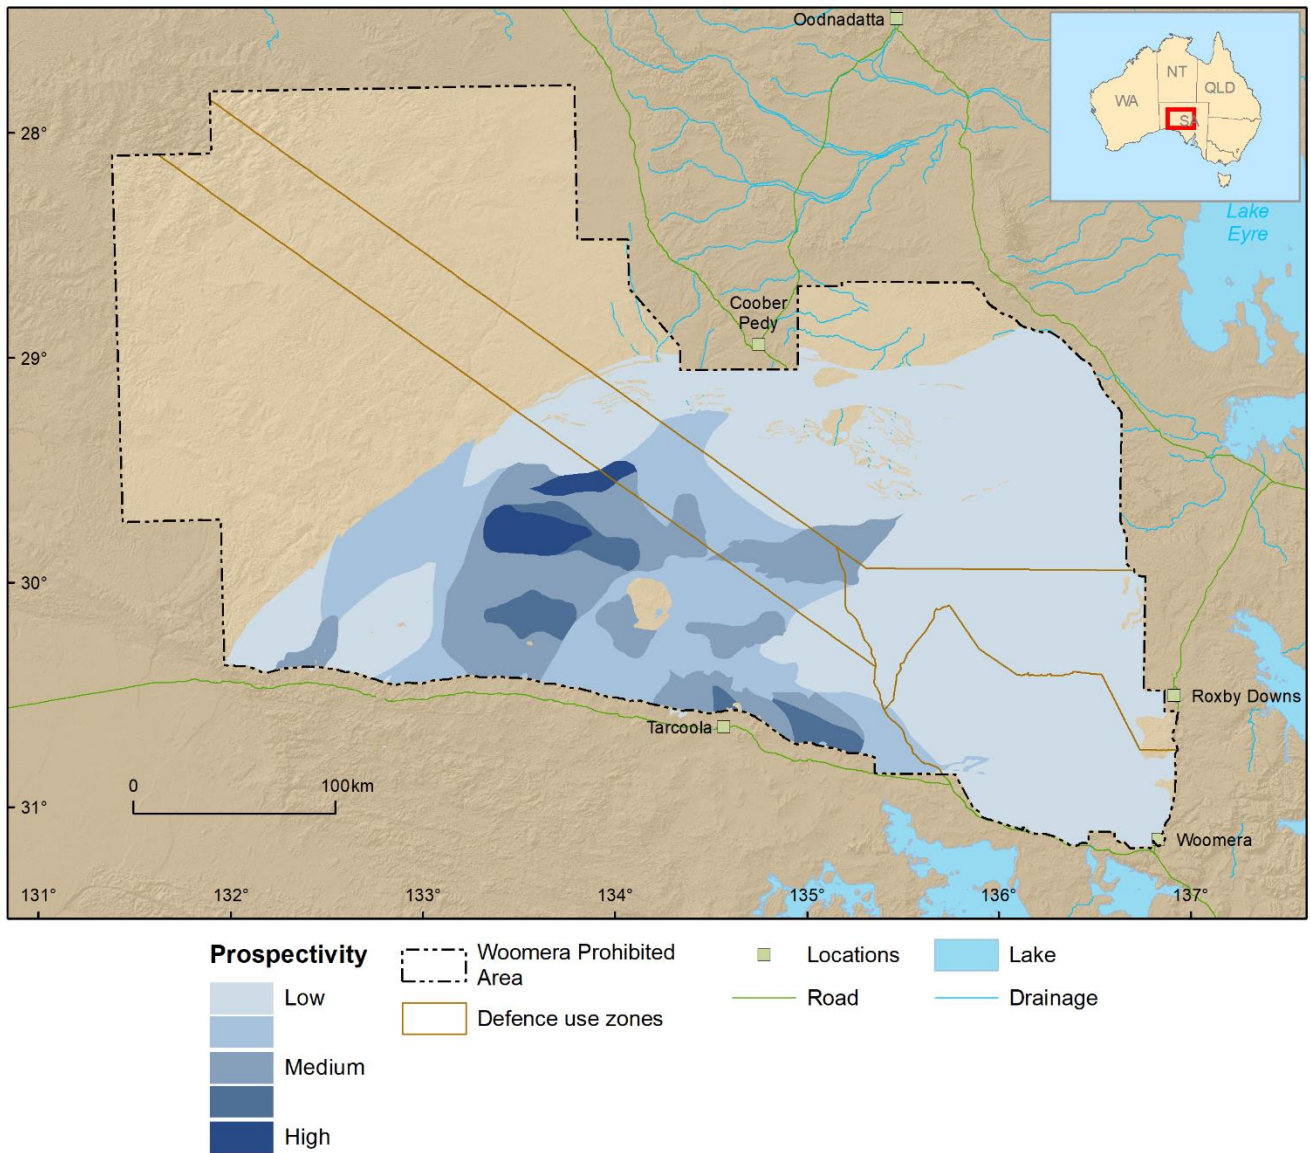 Oodnadatta
NT
QLD
WA
SA
28°
Lake
Eyre
Coober
Pedy
29°
30°
Roxby Downs
Tarcoola
0
100km
31°
Woomera
131°
132°
133°
134°
135°
136°
137°
Prospectivity
Low
Medium
High
Woomera Prohibited
Area
Defence use zones
Locations
Road
Lake
Drainage